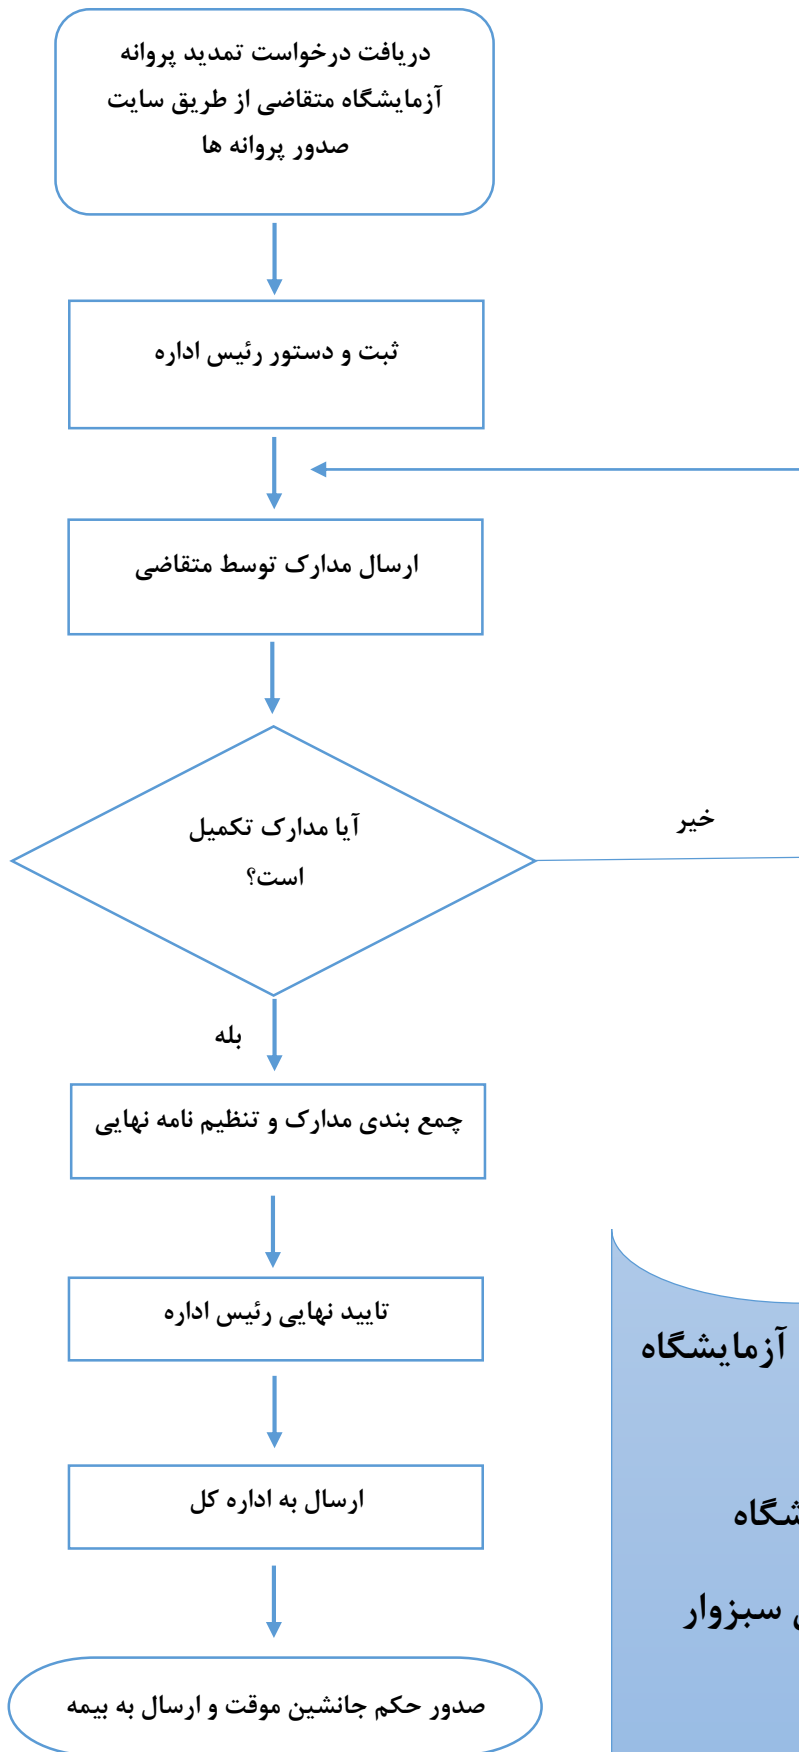 دریافت درخواست تمدید پروانه
آزمایشگاه متقاضی از طریق سایت
صدور پروانه ها
ثبت و دستور رئیس اداره
ارسال مدارک توسط متقاضی
آیا مدارک تکمیل
است؟
خیر
بله
چمع بندی مدارک و تنظیم نامه نهایی
تایید نهایی رئیس اداره
ارسال به اداره کل
صدور حکم جانشین موقت و ارسال به بیمه
آزمایشگاه
سبزوار